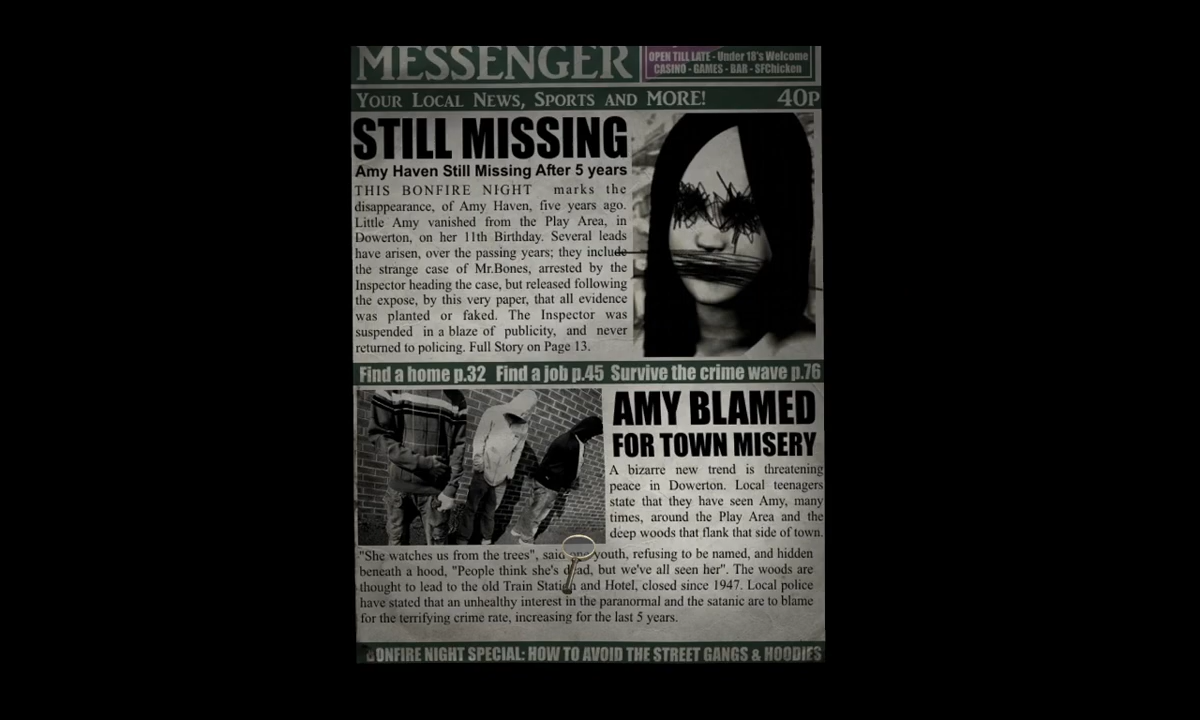 MESSENGER
OPEN TILL LATE - Under 18's Welcome
CASINO - GAMES - BAR - SFChicken
YOUR LOCAL NEWS, SPORTS AND MORE!
40P
STILL MISSING
Amy Haven Still Missing After 5 years
THIS BONFIRE NIGHT marks the
disappearance, of Amy Haven, five years ago.
Little Amy vanished from the Play Area, in
Dowerton, on her 11th Birthday. Several leads
have arisen, over the passing years; they include
the strange case of Mr.Bones, arrested by the
Inspector heading the case, but released following
the expose, by this very paper, that all evidence
was planted or faked. The Inspector was
suspended in a blaze of publicity, and never
returned to policing. Full Story on Page 13.
Find a home p.32 Find a job p.45 Survive the crime wave p.76
AMY BLAMED
FOR TOWN MISERY
A bizarre new trend is threatening
peace in Dowerton. Local teenagers
state that they have seen Amy, many
times, around the Play Area and the
deep woods that flank that side of town.
"She watches us from the trees", said one youth, refusing to be named, and hidden
beneath a hood, "People think she's dead, but we've all seen her". The woods are
thought to lead to the old Train Station and Hotel, closed since 1947. Local police
have stated that an unhealthy interest in the paranormal and the satanic are to blame
for the terrifying crime rate, increasing for the last 5 years.
BONFIRE NIGHT SPECIAL: HOW TO AVOID THE STREET GANGS & HOODIES